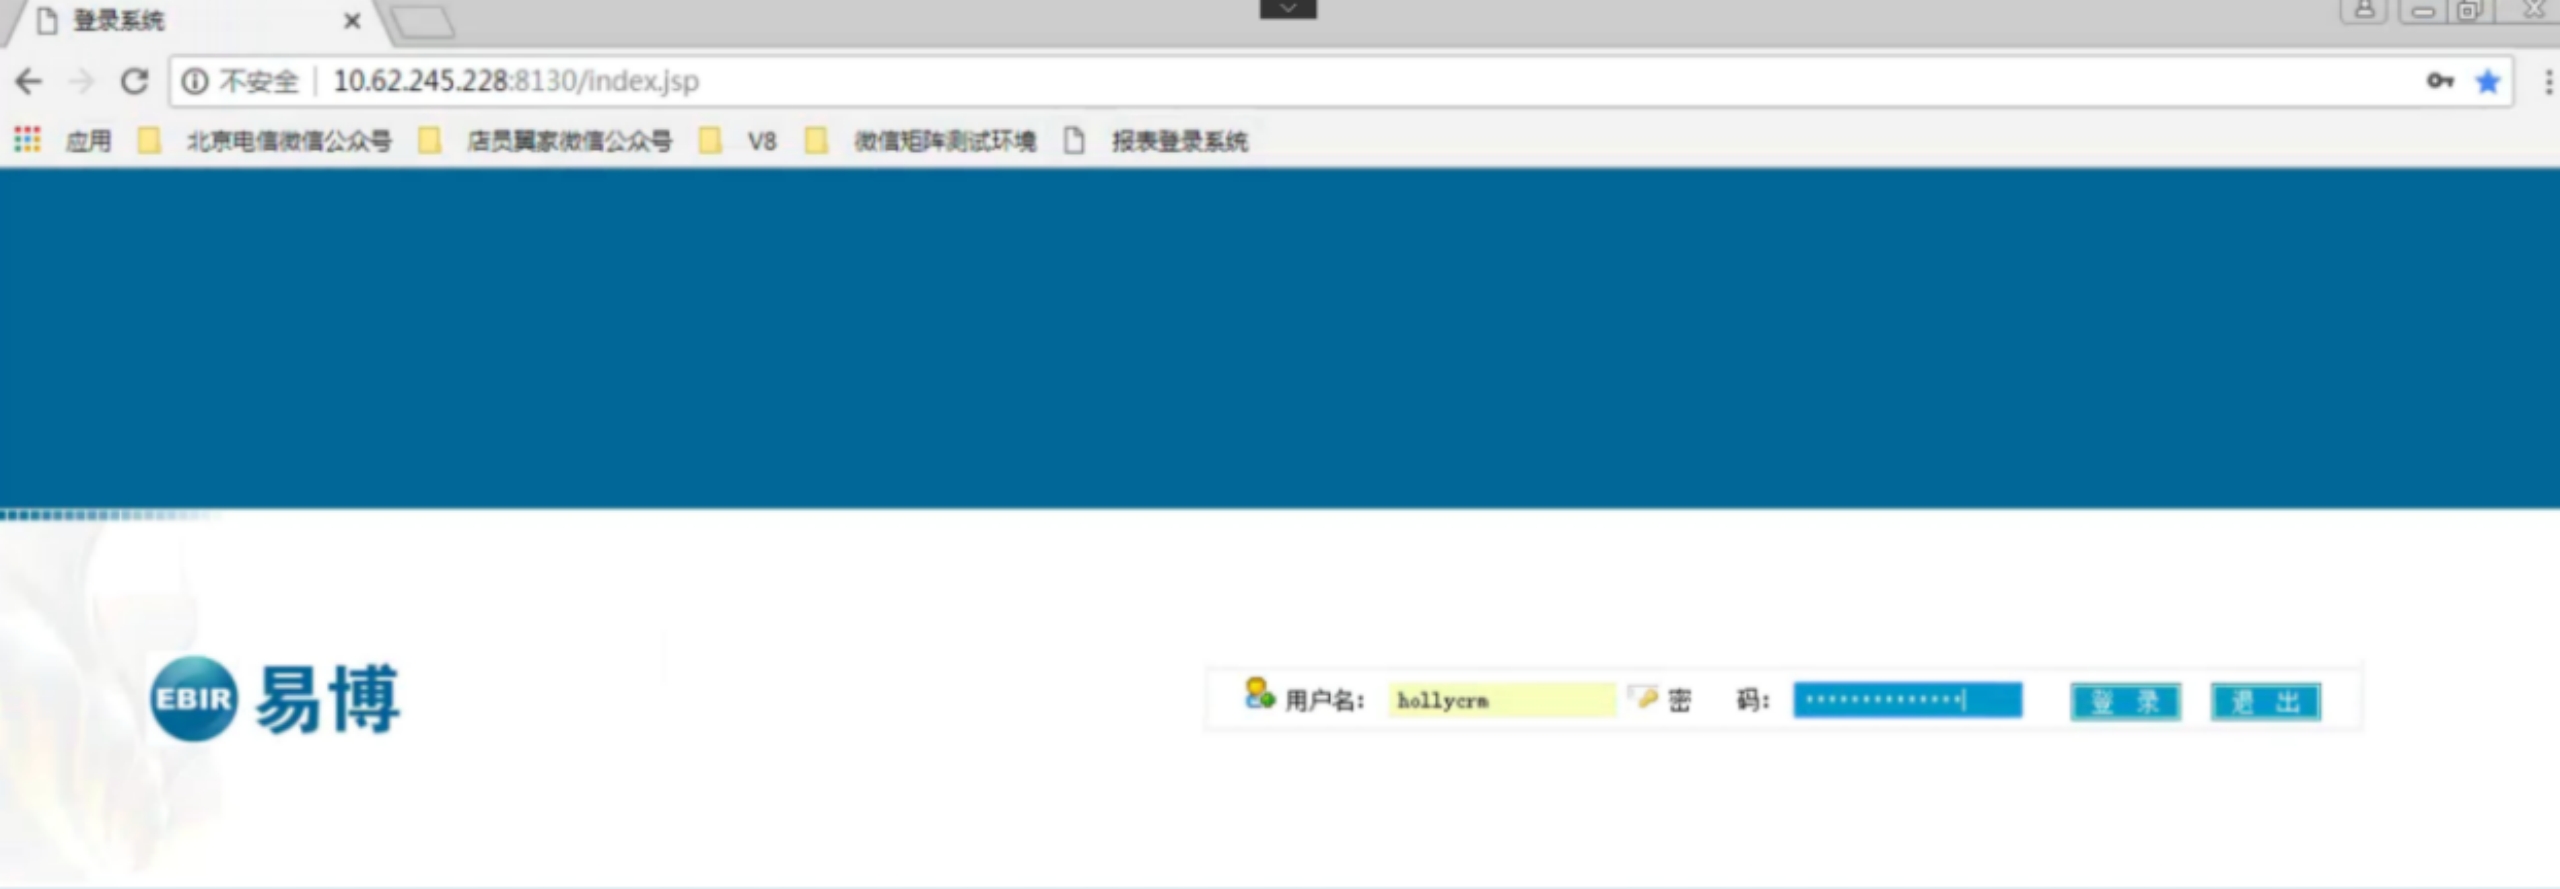 登录系统
不安全 10.62.245.228:8130/index.jsp
应用 北京电信微信公众号 店员翼家微信公众号 V8 微信矩阵测试环境 报表登录系统
EBIR 易博 用户名: hollycrm 密 码: ·············· 登 录 退 出